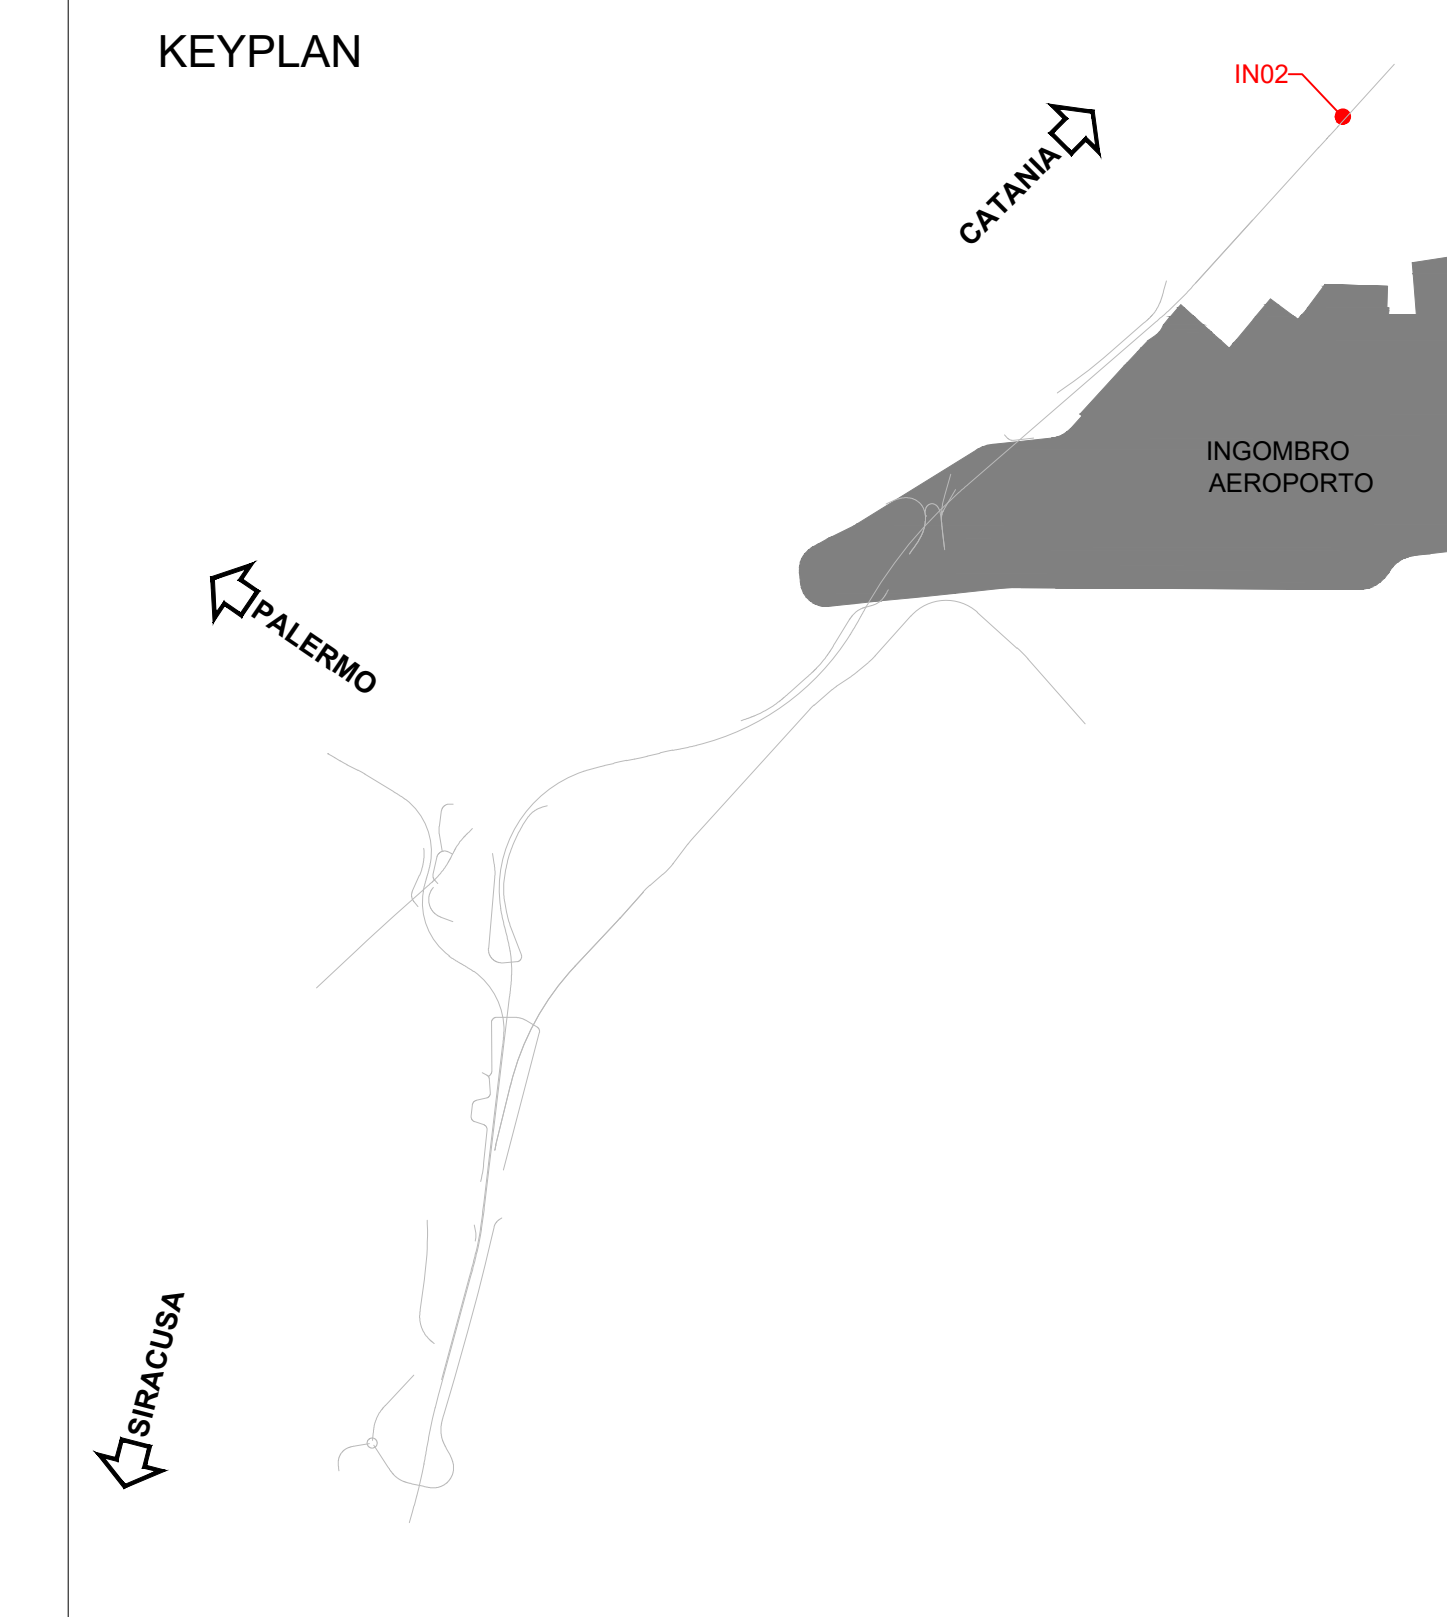 KEYPLAN
IN02
CATANIA
INGOMBRO
AEROPORTO
PALERMO
SIRACUSA